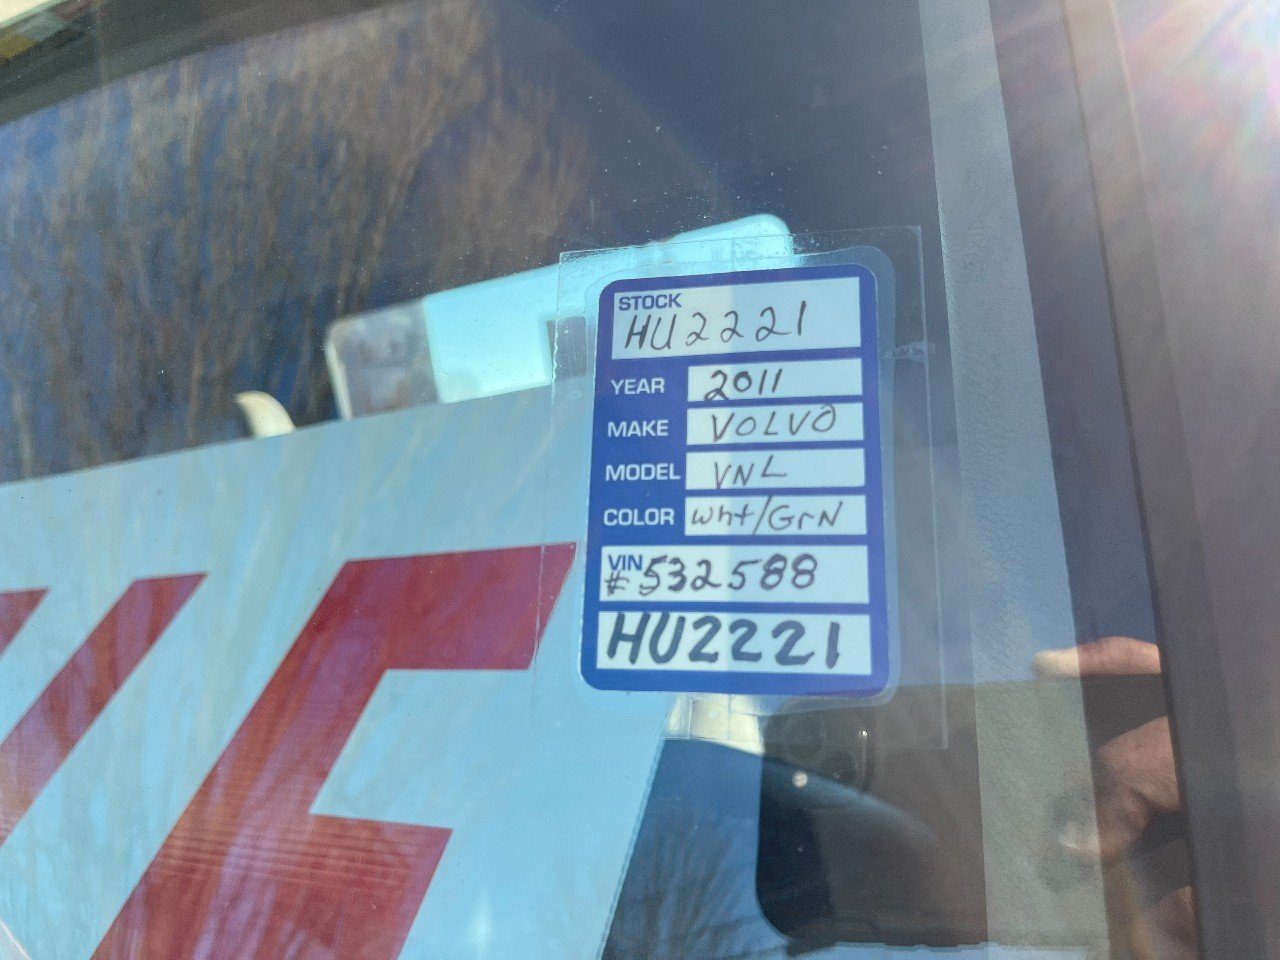 STOCK
HU2221
YEAR 2011
MAKE VOLVO
MODEL VNL
COLOR Wht/GrN
VIN # 532588
HU2221